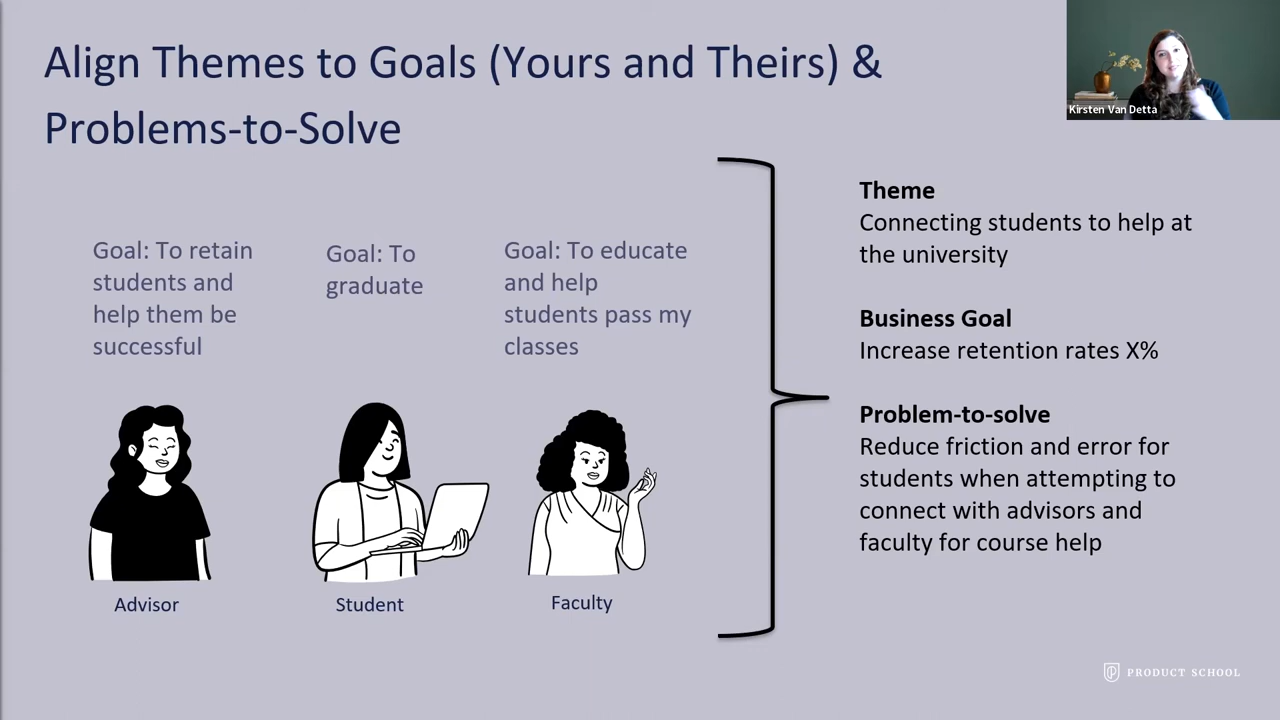 Align Themes to Goals (Yours and Theirs) &
Problems-to-Solve
Kirsten Van Detta
Goal: To retain
students and
help them be
successful
Goal: To
graduate
Goal: To educate
and help
students pass my
classes
Advisor
Student
Faculty
Theme
Connecting students to help at
the university
Business Goal
Increase retention rates X%
Problem-to-solve
Reduce friction and error for
students when attempting to
connect with advisors and
faculty for course help
PRODUCT SCHOOL